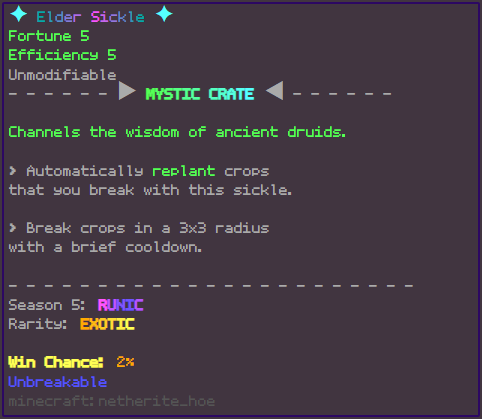 ✦ Elder Sickle ✦
Fortune 5
Efficiency 5
Unmodifiable
- - - - - - ▶ MYSTIC CRATE ◀ - - - - - -
Channels the wisdom of ancient druids.
> Automatically replant crops
that you break with this sickle.
> Break crops in a 3x3 radius
with a brief cooldown.
- - - - - - - - - - - - - - - - - - - - - - - -
Season 5: RUNIC
Rarity: EXOTIC
Win Chance: 2%
Unbreakable
minecraft:netherite_hoe